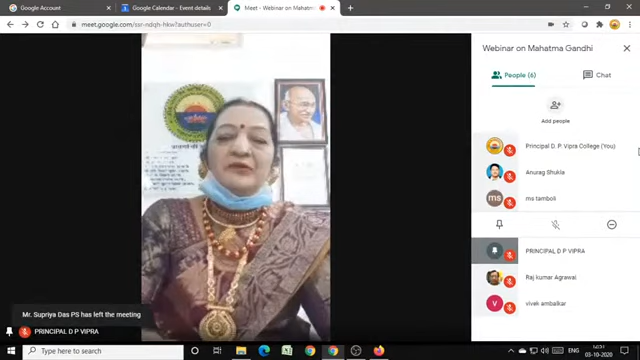 Google Account
Google Calendar - Event details
Meet - Webinar on Mahatma
meet.google.com/ssr-ndqh-hkw?authuser=0
Webinar on Mahatma Gandhi
People (6)
Chat
Add people
Principal D. P. Vipra College (You)
Anurag Shukla
ms
ms tamboli
PRINCIPAL D P VIPRA
Raj kumar Agrawal
V
vivek ambalkar
Mr. Supriya Das PS has left the meeting
PRINCIPAL D P VIPRA
Type here to search
ENG
12:51
03-10-2020